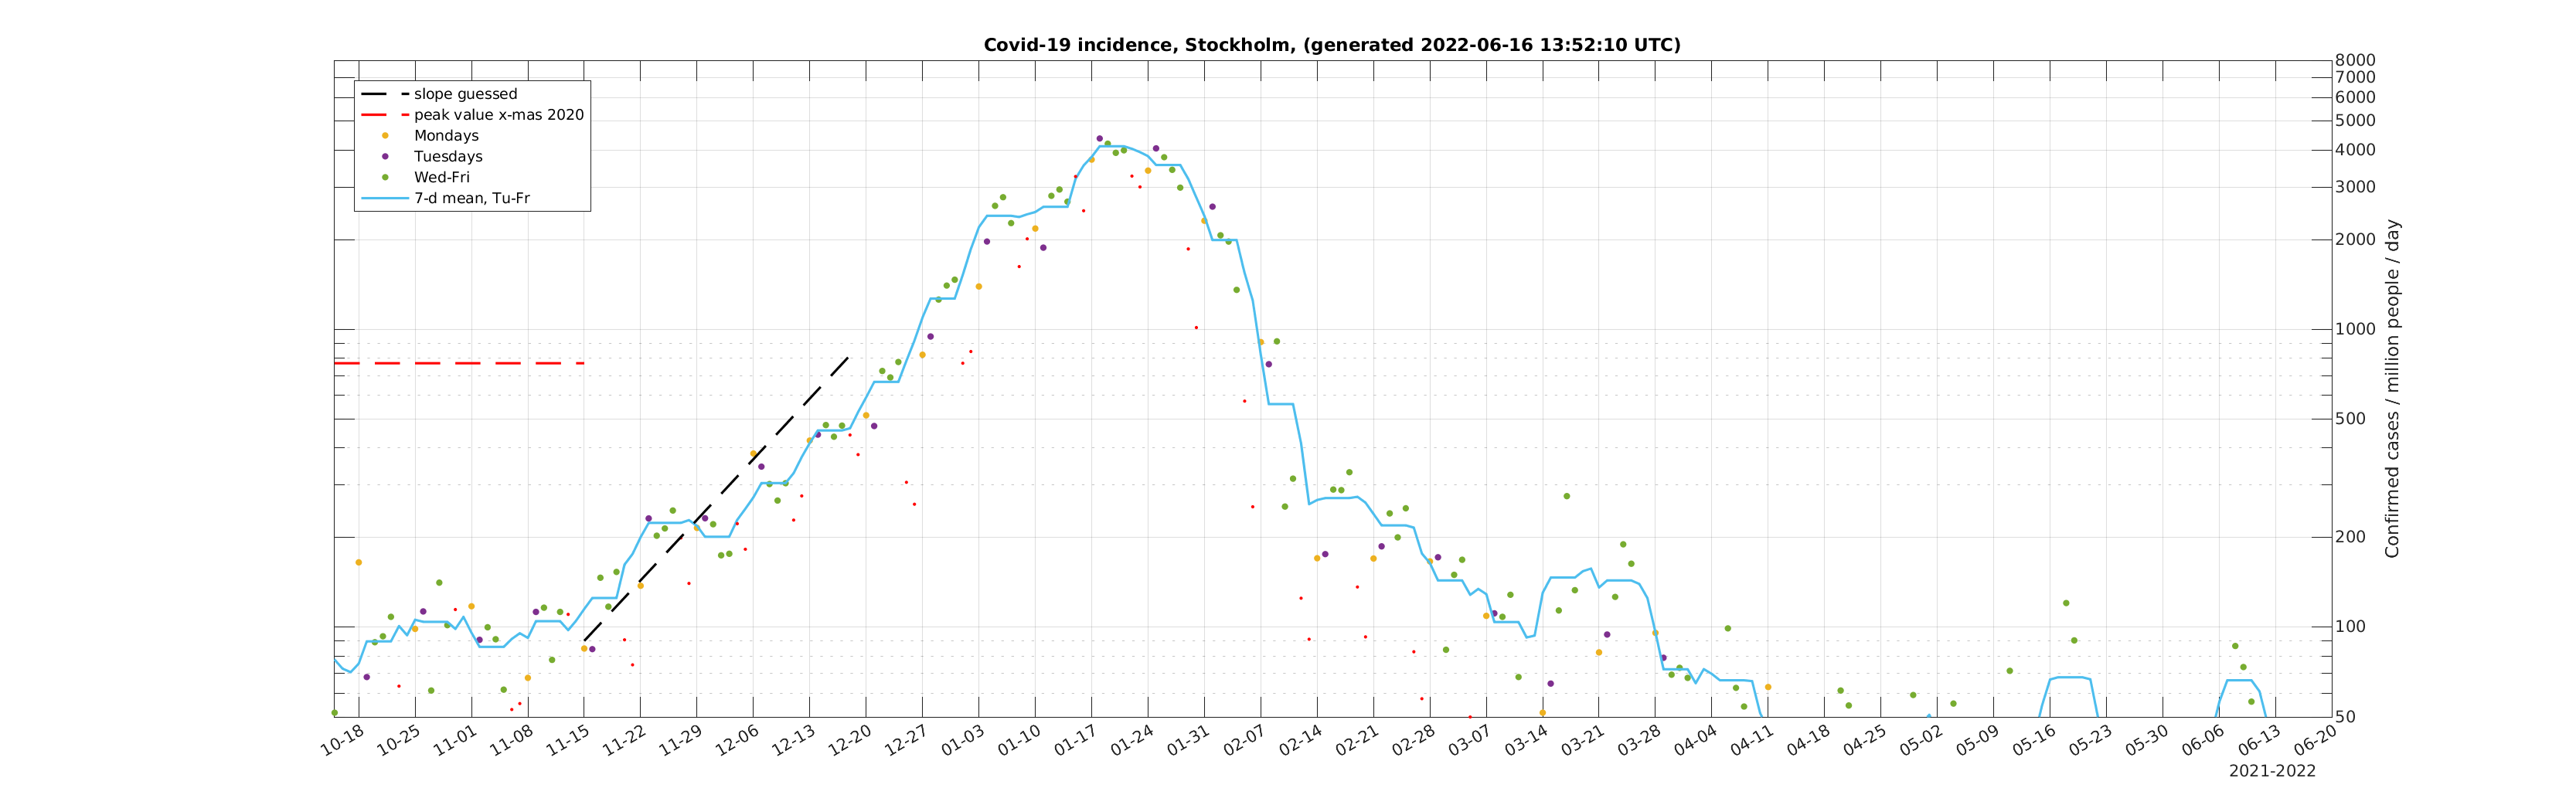 Covid-19 incidence, Stockholm, (generated 2022-06-16 13:52:10 UTC)
slope guessed
peak value x-mas 2020
Mondays
Tuesdays
Wed-Fri
7-d mean, Tu-Fr
8000
7000
6000
5000
4000
3000
2000
1000
500
200
100
50
Confirmed cases / million people / day
10-18 10-25 11-01 11-08 11-15 11-22 11-29 12-06 12-13 12-20 12-27 01-03 01-10 01-17 01-24 01-31 02-07 02-14 02-21 02-28 03-07 03-14 03-21 03-28 04-04 04-11 04-18 04-25 05-02 05-09 05-16 05-23 05-30 06-06 06-13 06-20
2021-2022